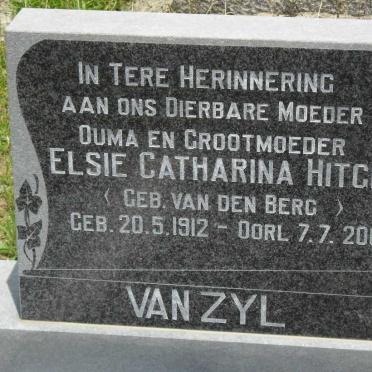 IN TERE HERINNERING
AAN ONS DIERBARE MOEDER
OUMA EN GROOTMOEDER
ELSIE CATHARINA
( GEB. VAN DEN BERG )
GEB. 20.5.1912 - OORL 7.7.
VAN ZYL